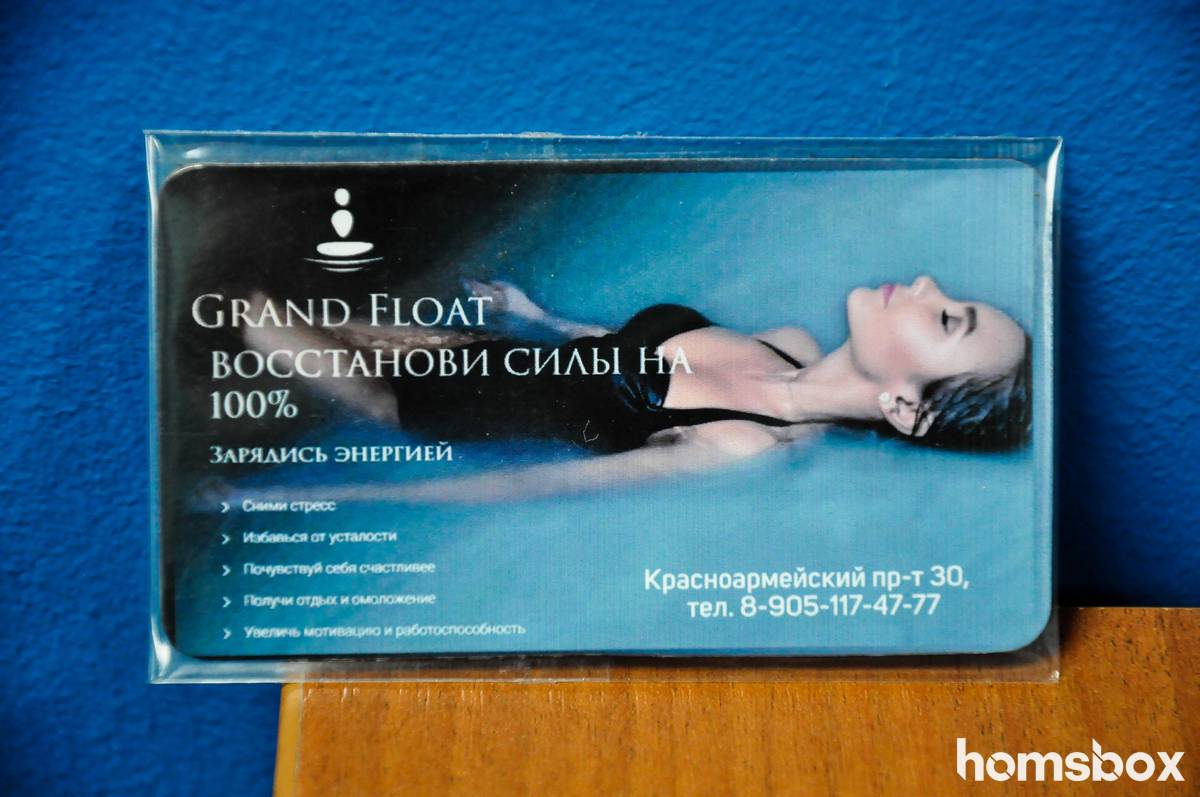 GRAND FLOAT
ВОССТАНОВИ СИЛЫ НА
100%
ЗАРЯДИСЬ ЭНЕРГИЕЙ
Сними стресс
Избавься от усталости
Почувствуй себя счастливее
Получи отдых и омоложение
Увеличь мотивацию и работоспособность
Красноармейский пр-т 30,
тел. 8-905-117-47-77
homsbox